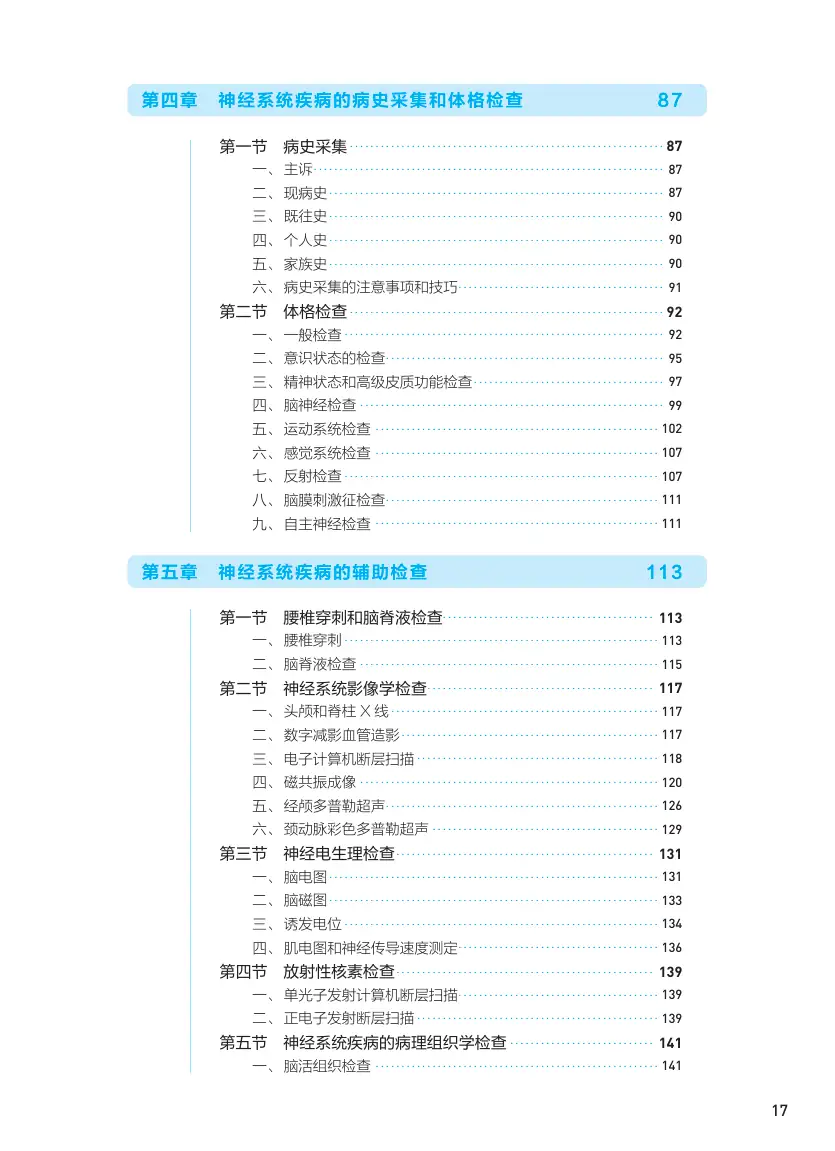 第四章 神经系统疾病的病史采集和体格检查 87
第一节 病史采集 87
一、主诉 87
二、现病史 87
三、既往史 90
四、个人史 90
五、家族史 90
六、病史采集的注意事项和技巧 91
第二节 体格检查 92
一、一般检查 92
二、意识状态的检查 95
三、精神状态和高级皮质功能检查 97
四、脑神经检查 99
五、运动系统检查 102
六、感觉系统检查 107
七、反射检查 107
八、脑膜刺激征检查 111
九、自主神经检查 111
第五章 神经系统疾病的辅助检查 113
第一节 腰椎穿刺和脑脊液检查 113
一、腰椎穿刺 113
二、脑脊液检查 115
第二节 神经系统影像学检查 117
一、头颅和脊柱 X 线 117
二、数字减影血管造影 117
三、电子计算机断层扫描 118
四、磁共振成像 120
五、经颅多普勒超声 126
六、颈动脉彩色多普勒超声 129
第三节 神经电生理检查 131
一、脑电图 131
二、脑磁图 133
三、诱发电位 134
四、肌电图和神经传导速度测定 136
第四节 放射性核素检查 139
一、单光子发射计算机断层扫描 139
二、正电子发射断层扫描 139
第五节 神经系统疾病的病理组织学检查 141
一、脑活组织检查 141
17